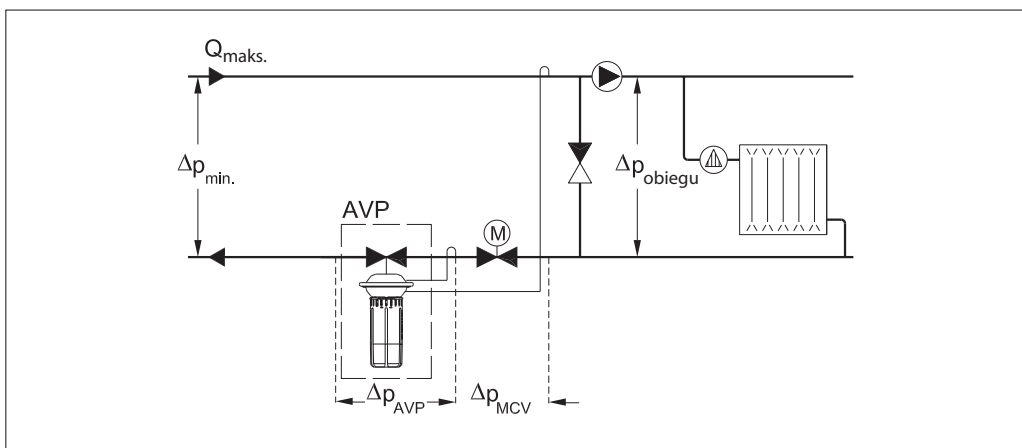 Qmaks.
Δpmin.
Δpobiegu
AVP
M
ΔpAVP
ΔpMCV